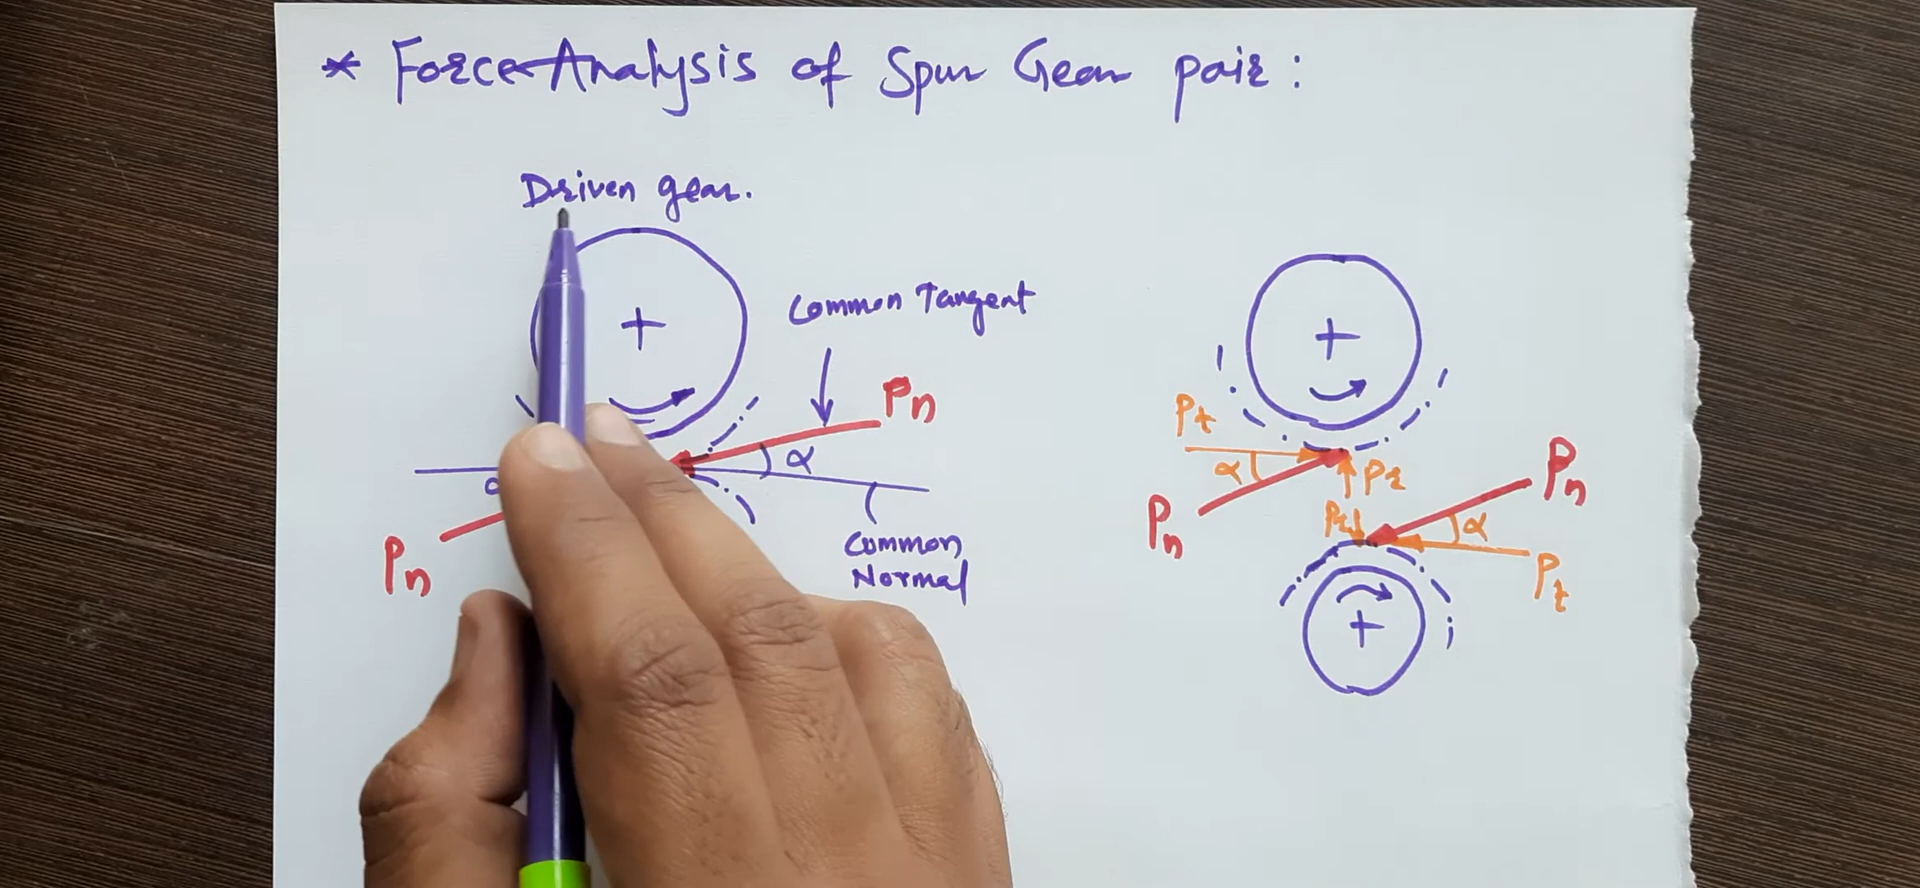 * Force Analysis of Spur Gear pair:
Driven gear.
Common Tangent
Pn
α
Pn
Common
Normal
Pt
α
Pr
Pn
Pn
Pr
α
Pt